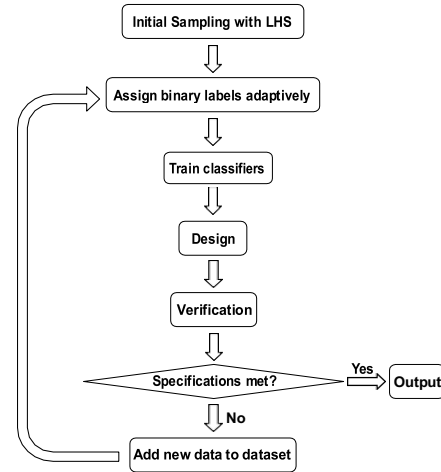 Initial Sampling with LHS
Assign binary labels adaptively
Train classifiers
Design
Verification
Specifications met?
Yes
Output
No
Add new data to dataset